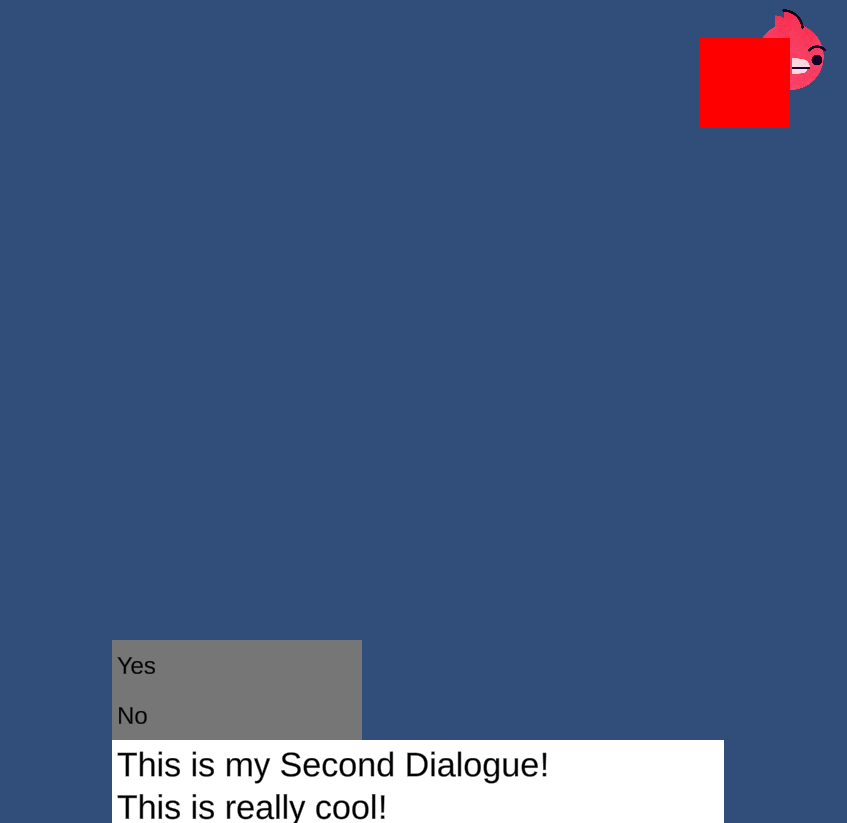 Yes
No
This is my Second Dialogue!
This is really cool!